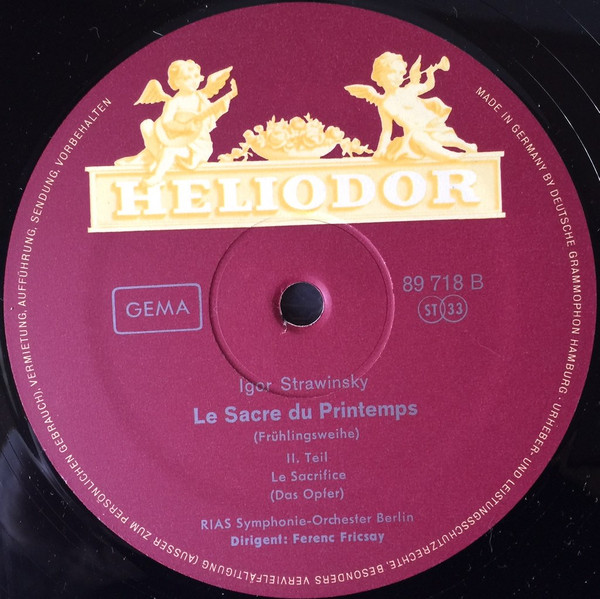 HELIODOR
GEMA
89 718 B
ST 33
Igor Strawinsky
Le Sacre du Printemps
(Frühlingsweihe)
II. Teil
Le Sacrifice
(Das Opfer)
RIAS Symphonie-Orchester Berlin
Dirigent: Ferenc Fricsay
MADE IN GERMANY BY DEUTSCHE GRAMMOPHON HAMBURG · URHEBER- UND LEISTUNGSSCHUTZRECHTE, BESONDERS VERVIELFÄLTIGUNG (AUSSER ZUM PERSÖNLICHEN GEBRAUCH), VERMIETUNG, AUFFÜHRUNG, SENDUNG, VORBEHALTEN